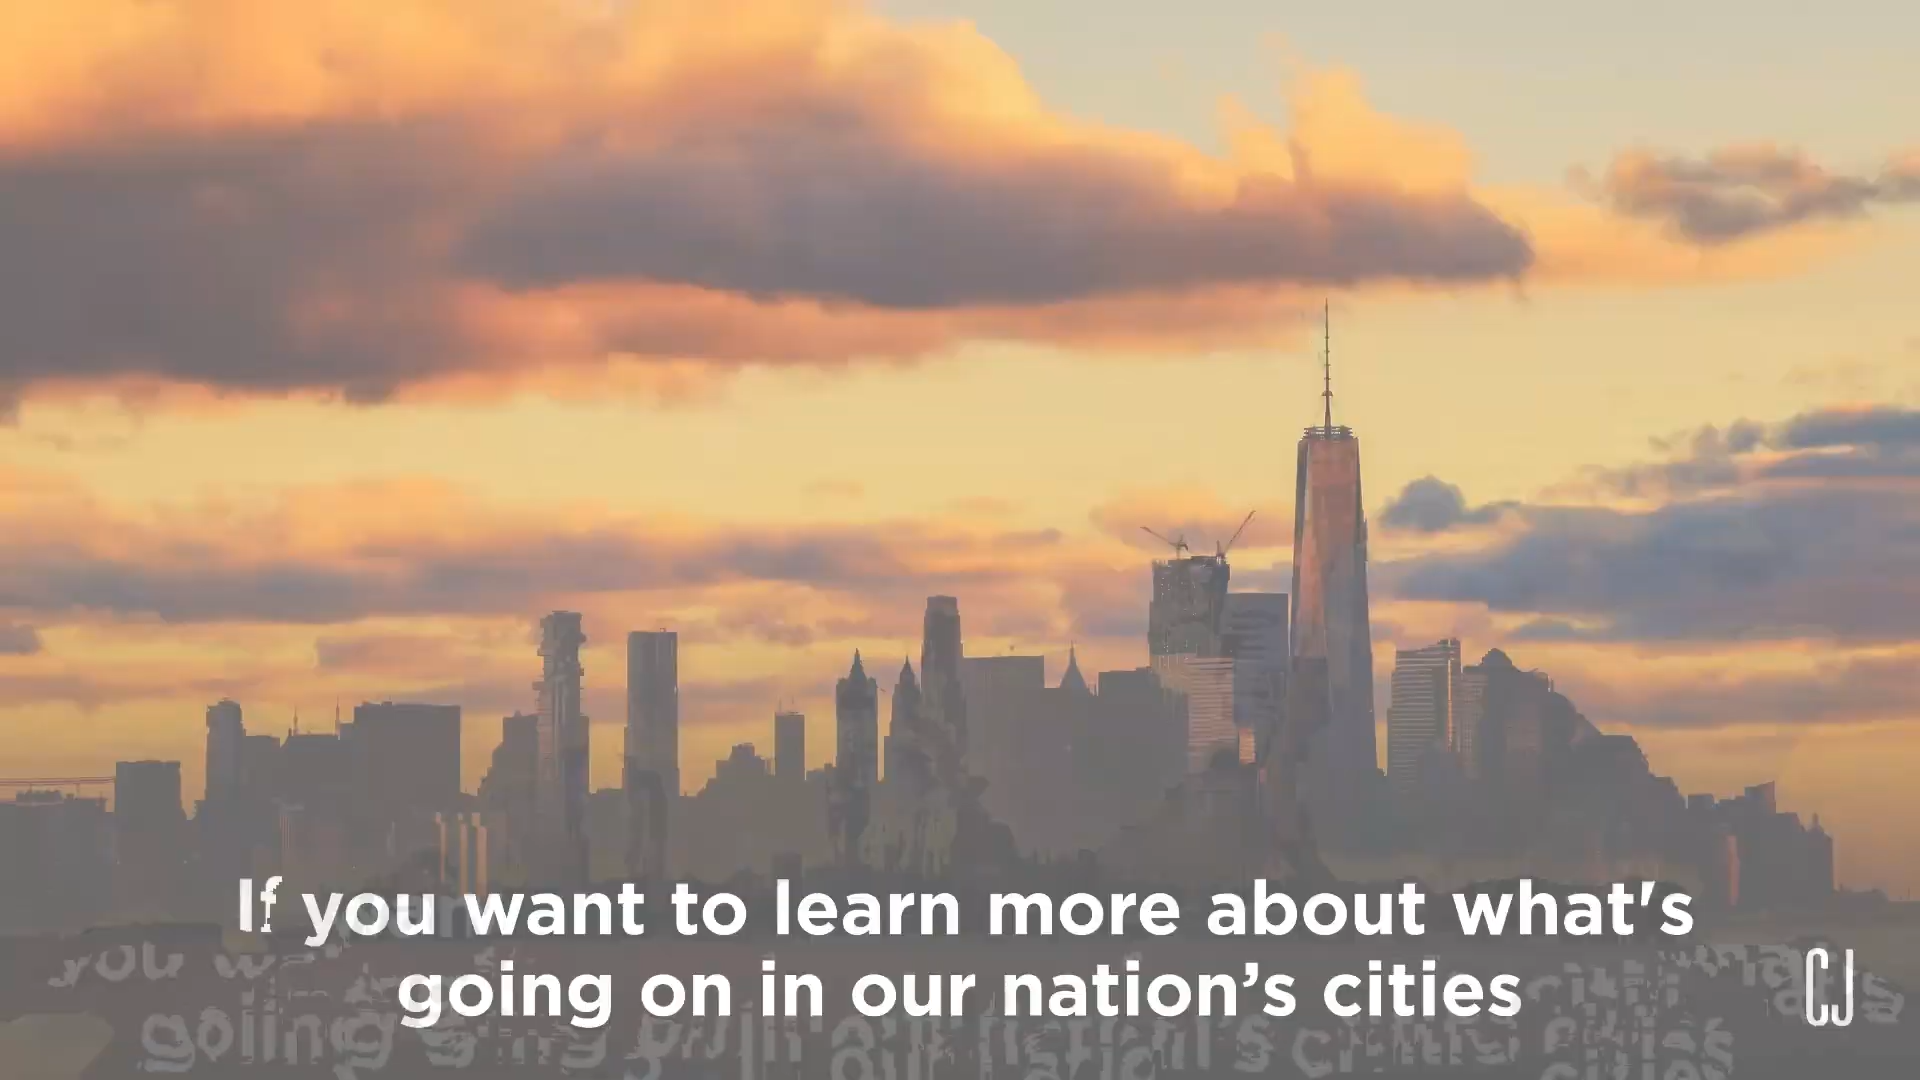 If you want to learn more about what's
going on in our nation’s cities
CJ